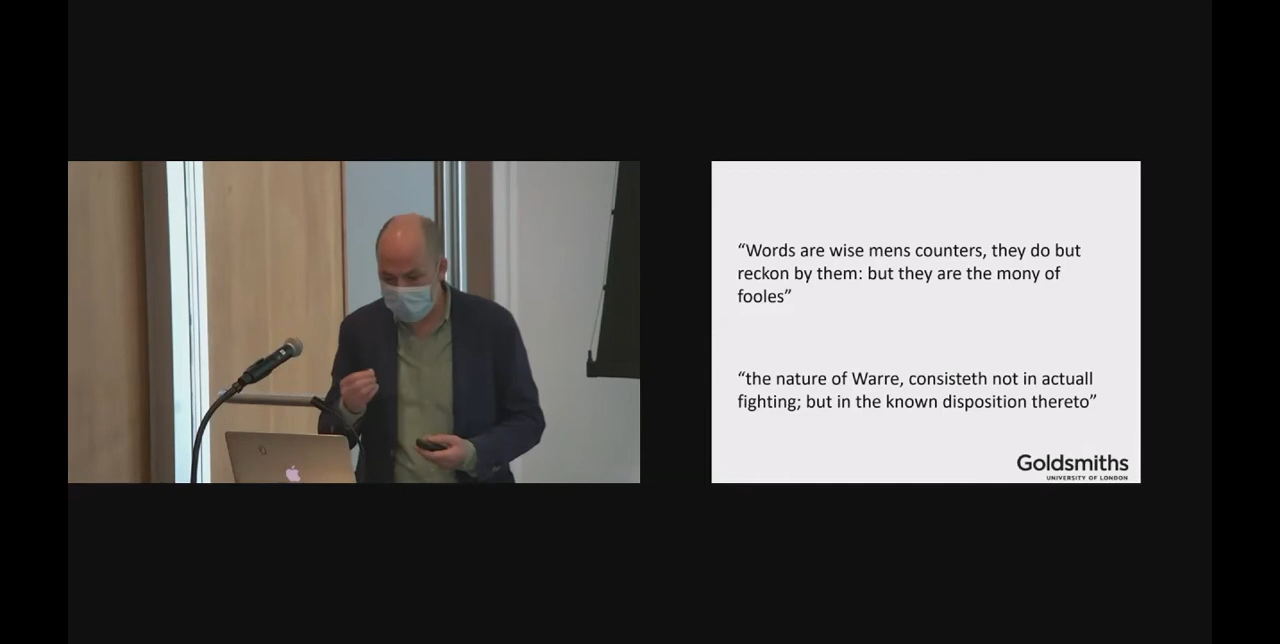 “Words are wise mens counters, they do but
reckon by them: but they are the mony of
fooles”
“the nature of Warre, consisteth not in actuall
fighting; but in the known disposition thereto”
Goldsmiths
UNIVERSITY OF LONDON